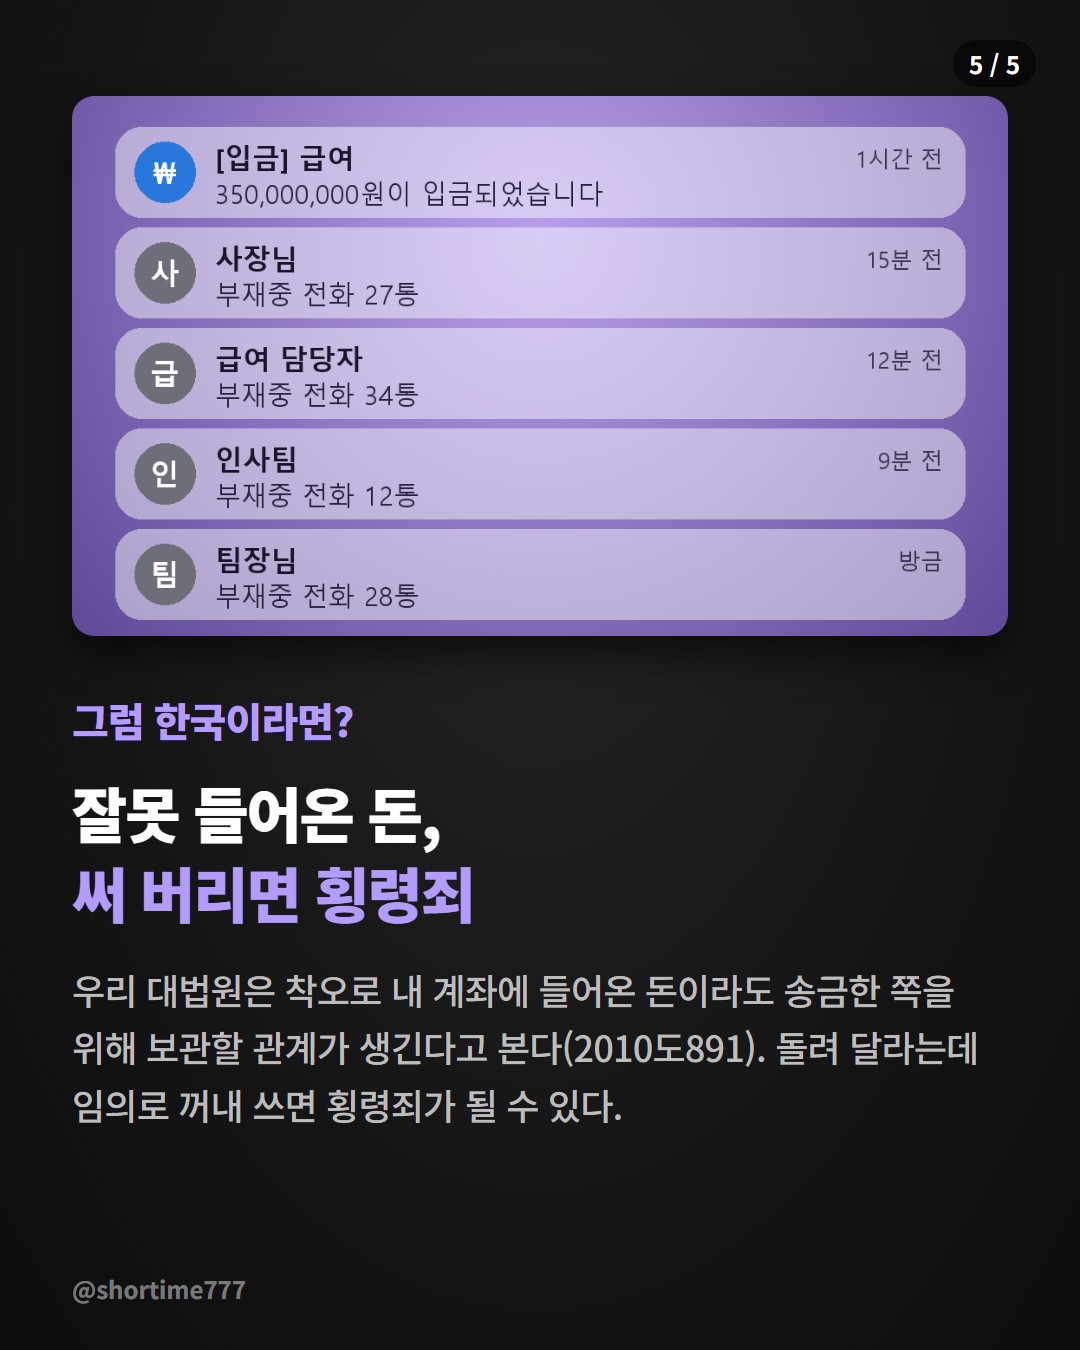 5 / 5
₩
[입금] 급여
1시간 전
350,000,000원이 입금되었습니다
사
사장님
15분 전
부재중 전화 27통
급
급여 담당자
12분 전
부재중 전화 34통
인
인사팀
9분 전
부재중 전화 12통
팀
팀장님
방금
부재중 전화 28통
그럼 한국이라면?
잘못 들어온 돈,
써 버리면 횡령죄
우리 대법원은 착오로 내 계좌에 들어온 돈이라도 송금한 쪽을
위해 보관할 관계가 생긴다고 본다(2010도891). 돌려 달라는데
임의로 꺼내 쓰면 횡령죄가 될 수 있다.
@shortime777